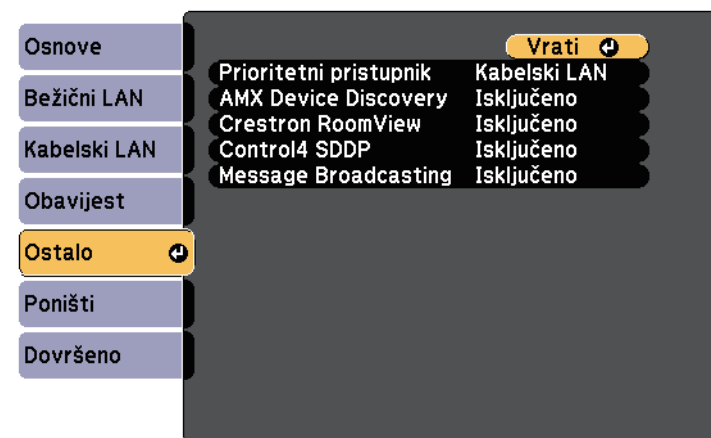 Osnove
Bežični LAN
Kabelski LAN
Obavijest
Ostalo
Poništi
Dovršeno
Vrati
Prioritetni pristupnik Kabelski LAN
AMX Device Discovery Isključeno
Crestron RoomView Isključeno
Control4 SDDP Isključeno
Message Broadcasting Isključeno